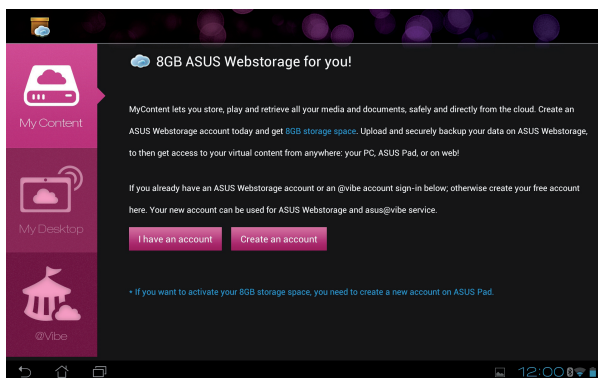 8GB ASUS Webstorage for you!
My Content
MyContent lets you store, play and retrieve all your media and documents, safely and directly from the cloud. Create an
ASUS Webstorage account today and get 8GB storage space. Upload and securely backup your data on ASUS Webstorage,
to then get access to your virtual content from anywhere: your PC, ASUS Pad, or on web!
If you already have an ASUS Webstorage account or an @vibe account sign-in below; otherwise create your free account
here. Your new account can be used for ASUS Webstorage and asus@vibe service.
My Desktop
I have an account
Create an account
* If you want to activate your 8GB storage space, you need to create a new account on ASUS Pad.
@Vibe
12:00